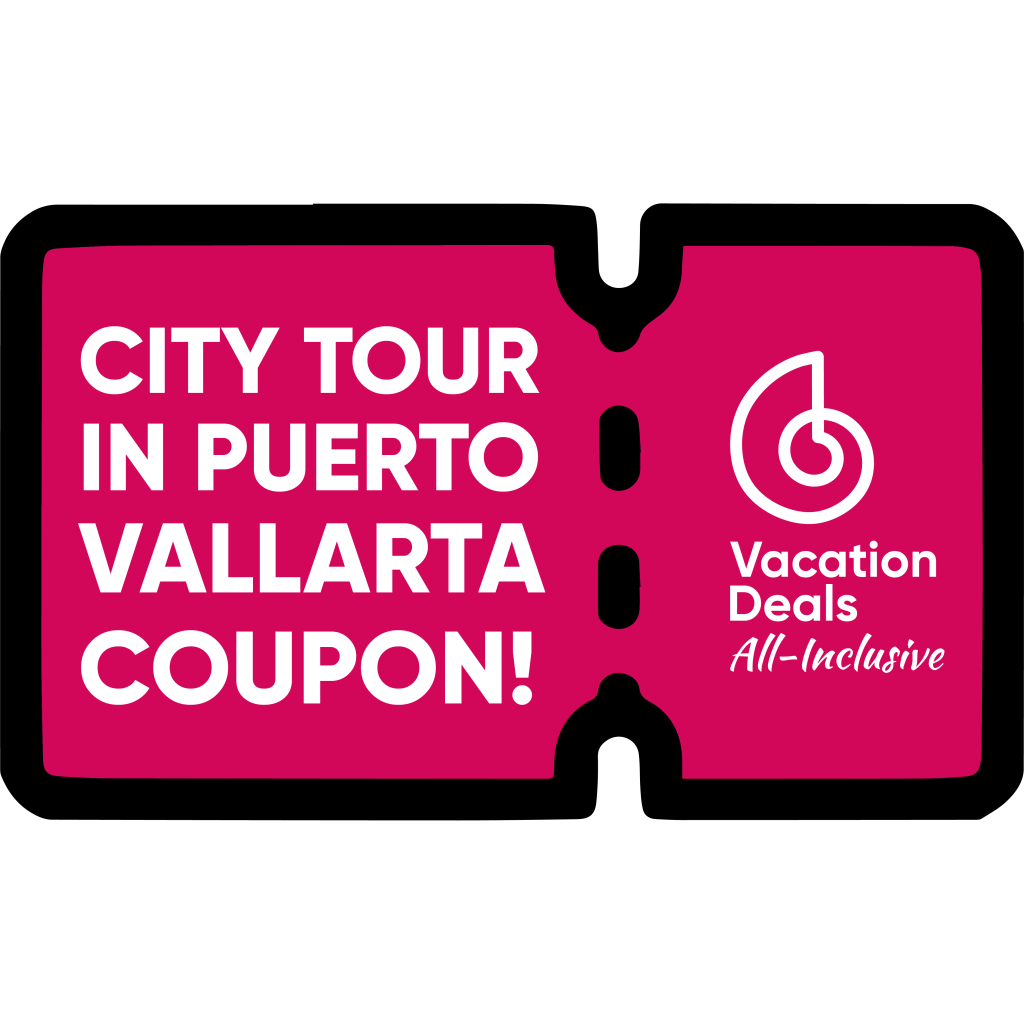 CITY TOUR
IN PUERTO
VALLARTA
COUPON!
Vacation
Deals
All-Inclusive